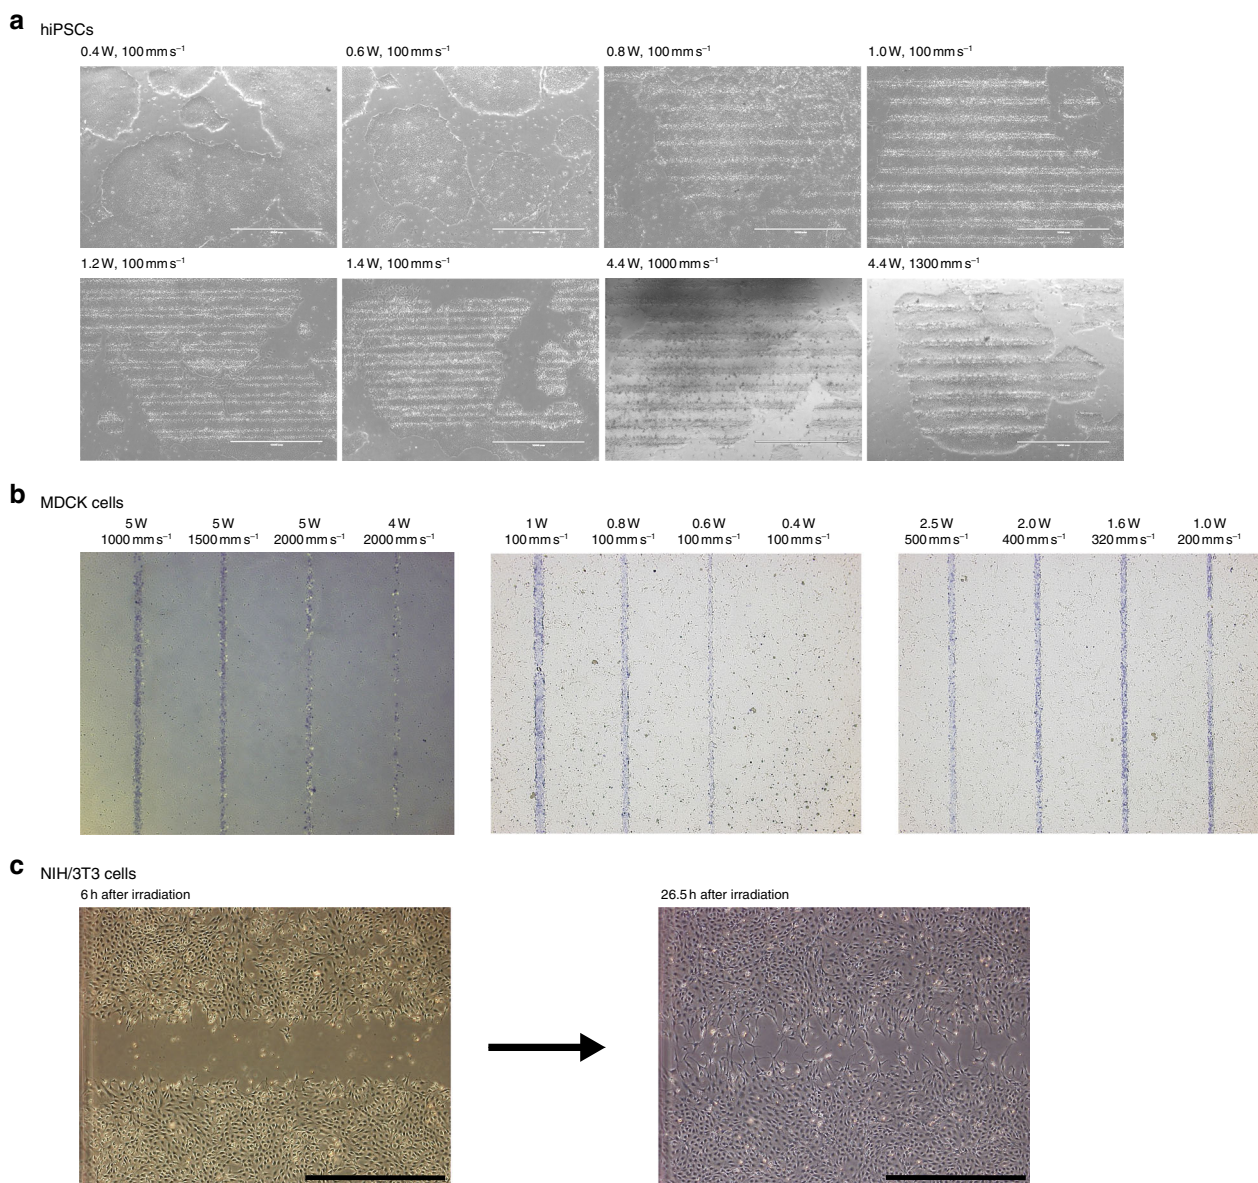 a
hiPSCs
0.4 W, 100 mm s⁻¹
0.6 W, 100 mm s⁻¹
0.8 W, 100 mm s⁻¹
1.0 W, 100 mm s⁻¹
1.2 W, 100 mm s⁻¹
1.4 W, 100 mm s⁻¹
4.4 W, 1000 mm s⁻¹
4.4 W, 1300 mm s⁻¹
b
MDCK cells
5 W
1000 mm s⁻¹
5 W
1500 mm s⁻¹
5 W
2000 mm s⁻¹
4 W
2000 mm s⁻¹
1 W
100 mm s⁻¹
0.8 W
100 mm s⁻¹
0.6 W
100 mm s⁻¹
0.4 W
100 mm s⁻¹
2.5 W
500 mm s⁻¹
2.0 W
400 mm s⁻¹
1.6 W
320 mm s⁻¹
1.0 W
200 mm s⁻¹
c
NIH/3T3 cells
6 h after irradiation
26.5 h after irradiation